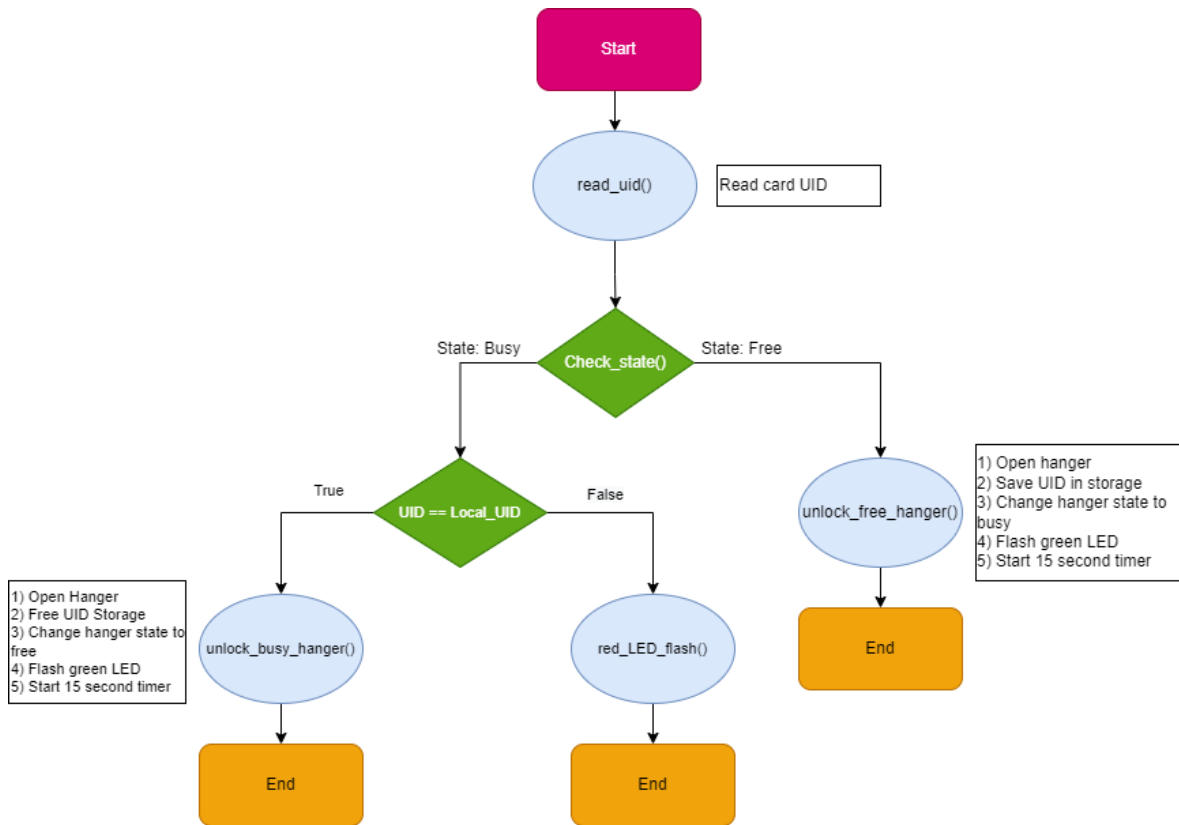 Start
read_uid()
Read card UID
State: Busy
Check_state()
State: Free
True
UID == Local_UID
False
unlock_free_hanger()
1) Open hanger
2) Save UID in storage
3) Change hanger state to
busy
4) Flash green LED
5) Start 15 second timer
1) Open Hanger
2) Free UID Storage
3) Change hanger state to
free
4) Flash green LED
5) Start 15 second timer
unlock_busy_hanger()
red_LED_flash()
End
End
End